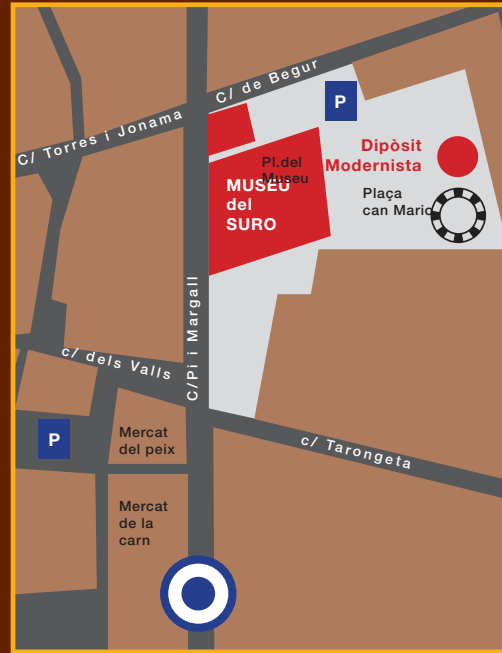 C/ de Begur
C/ Torres i Jonama
P
Dipòsit
Modernista
Pl.del
Museu
MUSEU
del
SURO
Plaça
can Mario
C/Pi i Margall
c/ dels Valls
c/ Tarongeta
P
Mercat
del peix
Mercat
de la
carn